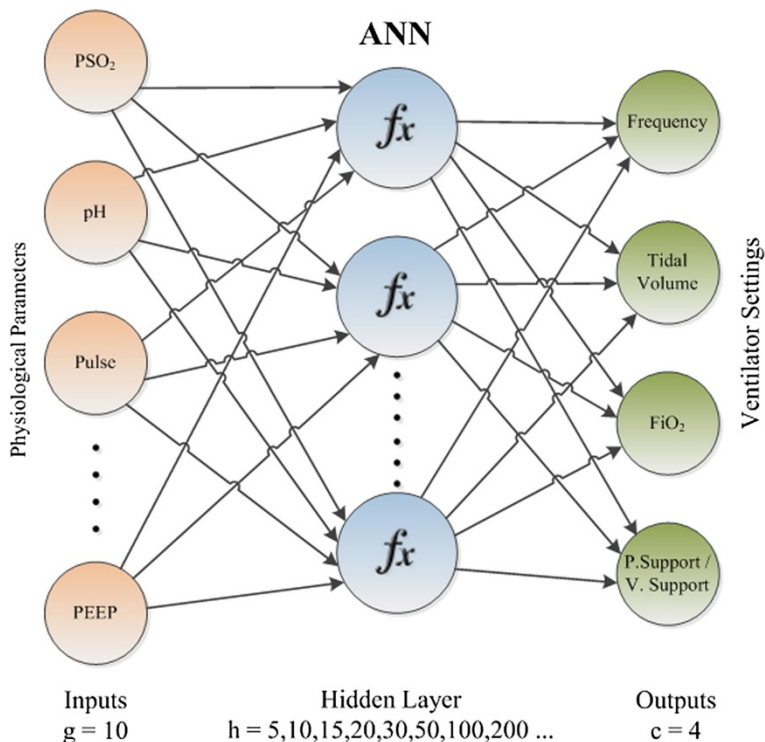 ANN
PSO₂
pH
Pulse
PEEP
Physiological Parameters
fx
fx
fx
Frequency
Tidal
Volume
FiO₂
P.Support /
V. Support
Ventilator Settings
Inputs
g = 10
Hidden Layer
h = 5,10,15,20,30,50,100,200 ...
Outputs
c = 4